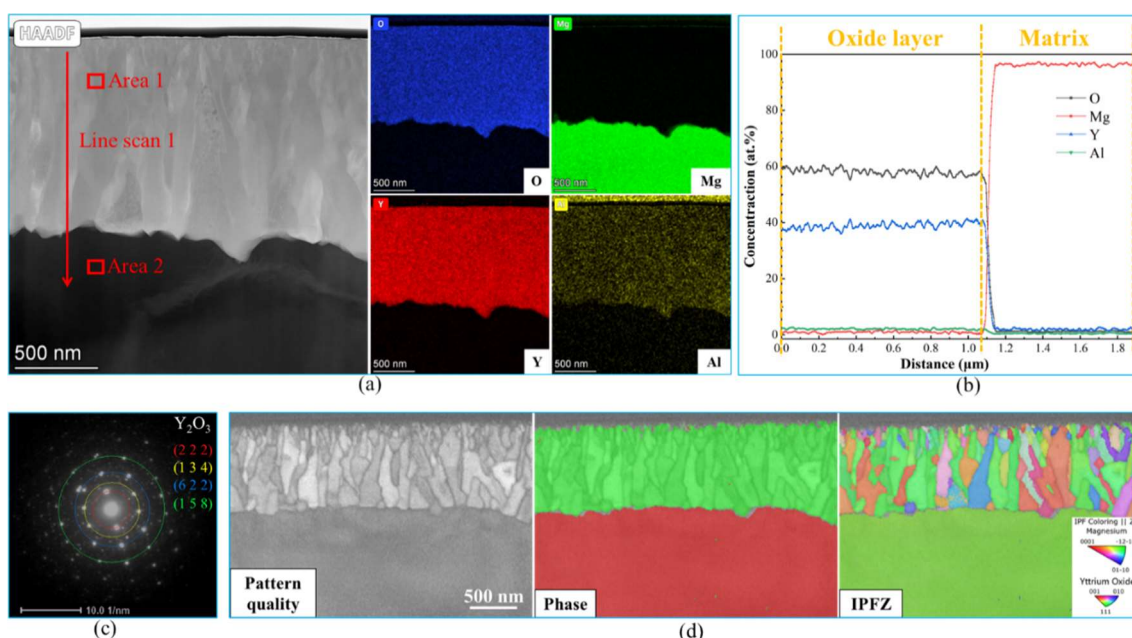 HAADF
Area 1
Line scan 1
Area 2
500 nm
O
500 nm
O
Mg
500 nm
Mg
Y
500 nm
Y
500 nm
Al
(a)
Oxide layer
Matrix
100
80
60
40
20
0
Concentraction (at.%)
O
Mg
Y
Al
0.0
0.2
0.4
0.6
0.8
1.0
1.2
1.4
1.6
1.8
Distance (μm)
(b)
Y₂O₃
(2 2 2)
(1 3 4)
(6 2 2)
(1 5 8)
10.0 1/nm
(c)
Pattern
quality
500 nm
Phase
IPFZ
IPF Coloring || Z
Magnesium
0001
-12-10
01-10
Yttrium Oxide
001
010
111
(d)